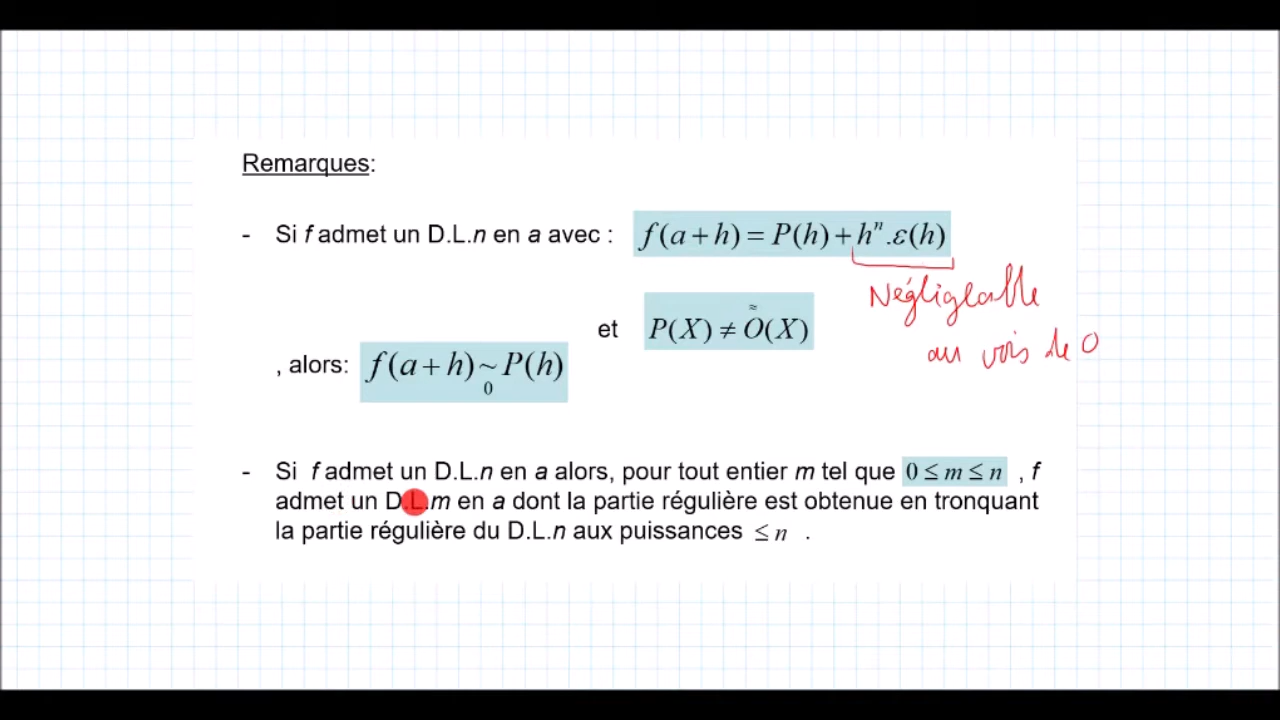 Remarques:
- Si f admet un D.L.n en a avec : f(a+h) = P(h) + hⁿ.ε(h)
Négligeable
et P(X) ≠ Õ(X)
au vois de 0
, alors: f(a+h) ~₀ P(h)
- Si f admet un D.L.n en a alors, pour tout entier m tel que 0 ≤ m ≤ n , f
admet un D.L.m en a dont la partie régulière est obtenue en tronquant
la partie régulière du D.L.n aux puissances ≤ n .